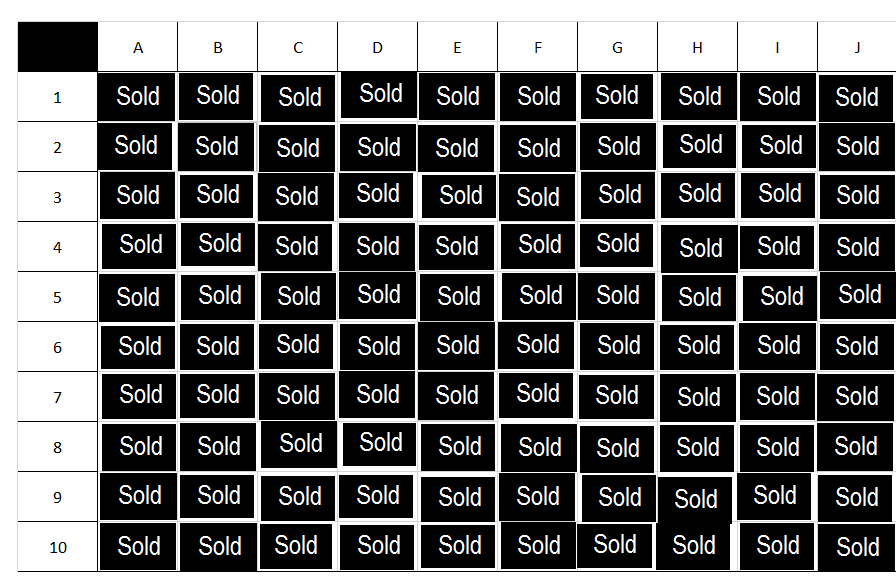 A B C D E F G H I J
1 Sold Sold Sold Sold Sold Sold Sold Sold Sold Sold
2 Sold Sold Sold Sold Sold Sold Sold Sold Sold Sold
3 Sold Sold Sold Sold Sold Sold Sold Sold Sold Sold
4 Sold Sold Sold Sold Sold Sold Sold Sold Sold Sold
5 Sold Sold Sold Sold Sold Sold Sold Sold Sold Sold
6 Sold Sold Sold Sold Sold Sold Sold Sold Sold Sold
7 Sold Sold Sold Sold Sold Sold Sold Sold Sold Sold
8 Sold Sold Sold Sold Sold Sold Sold Sold Sold Sold
9 Sold Sold Sold Sold Sold Sold Sold Sold Sold Sold
10 Sold Sold Sold Sold Sold Sold Sold Sold Sold Sold